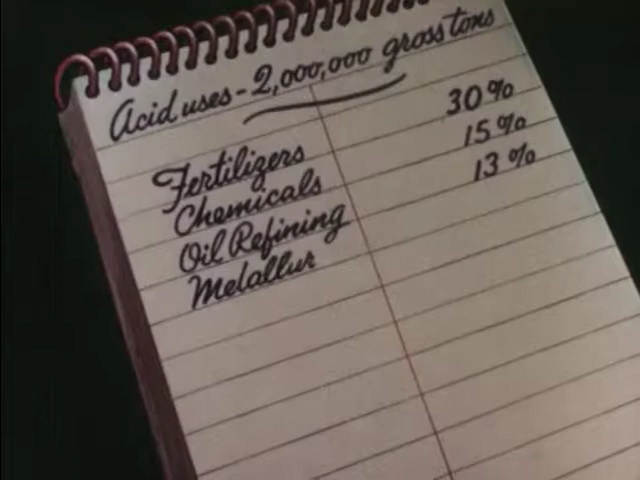 Acid uses - 2,000,000 gross tons
Fertilizers 30%
Chemicals 15%
Oil Refining 13%
Metallur